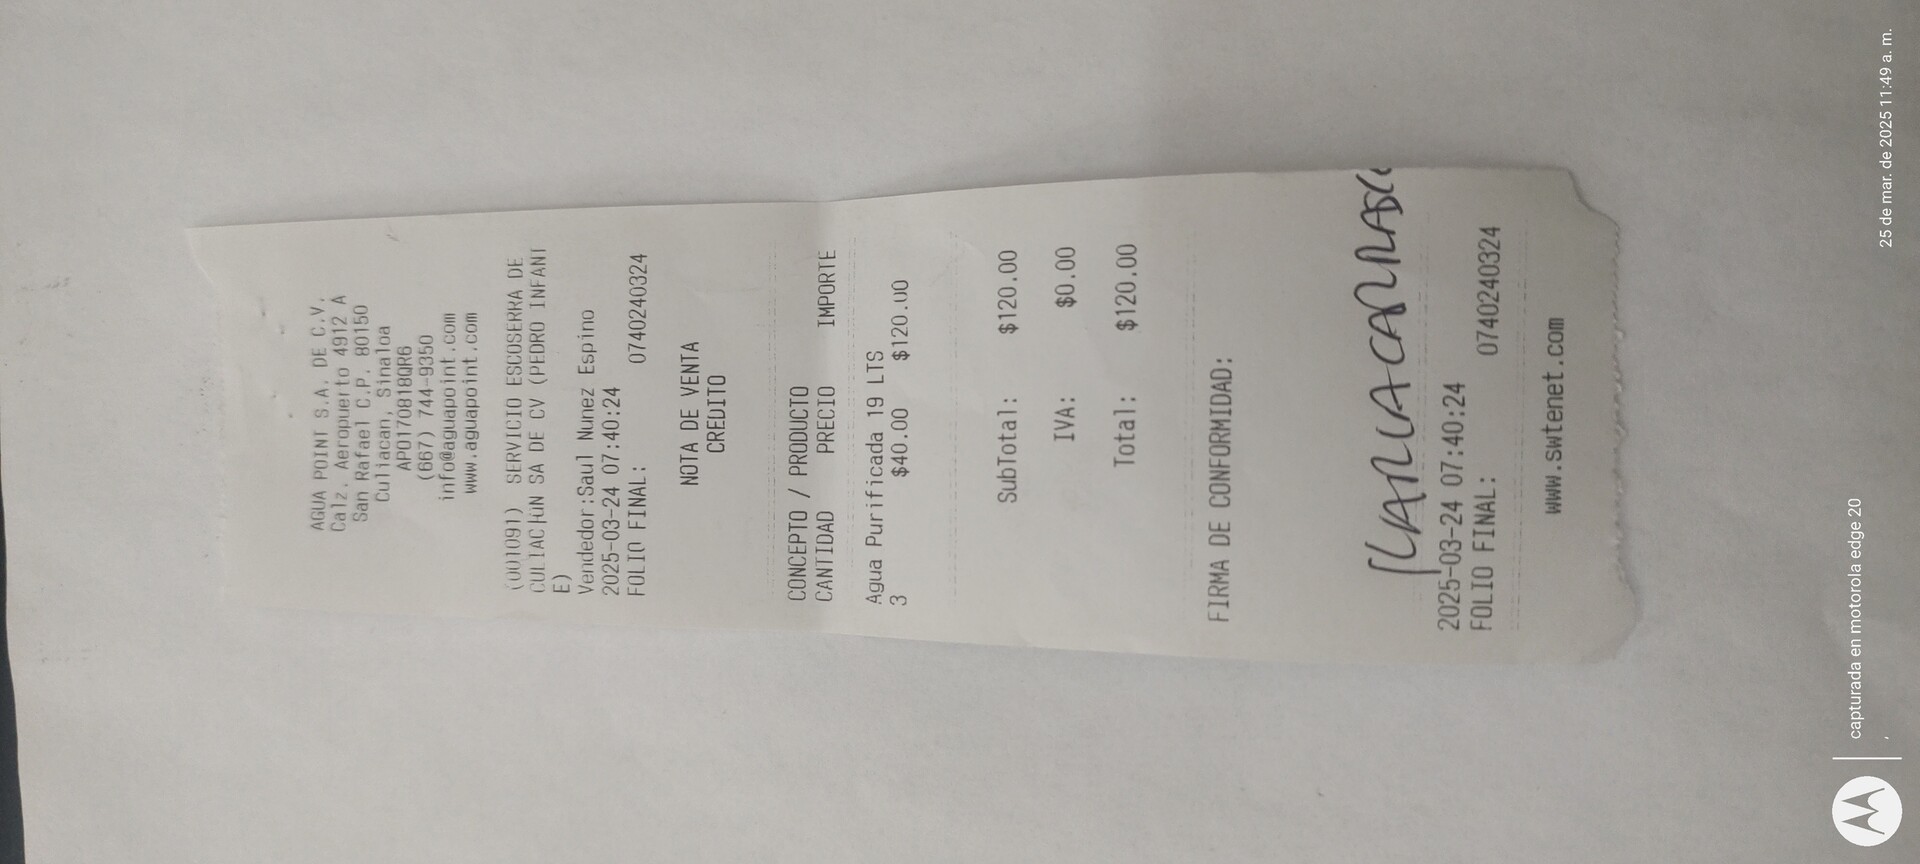 AGUA POINT S.A. DE C.V.
Calz. Aeropuerto 4912 A
San Rafael C.P. 80150
Culiacan, Sinaloa
APO170818QR6
(667) 744-9350
info@aguapoint.com
www.aguapoint.com
(001091) SERVICIO ESCOSERRA DE
CULIACIÚN SA DE CV (PEDRO INFANT
E)
Vendedor:Saul Nunez Espino
2025-03-24 07:40:24
FOLIO FINAL: 0740240324
NOTA DE VENTA
CREDITO
CONCEPTO / PRODUCTO
CANTIDAD PRECIO IMPORTE
Agua Purificada 19 LTS
3 $40.00 $120.00
SubTotal: $120.00
IVA: $0.00
Total: $120.00
FIRMA DE CONFORMIDAD:
2025-03-24 07:40:24
FOLIO FINAL: 0740240324
www.swtenet.com
capturada en motorola edge 20
,
25 de mar. de 2025 11:49 a. m.